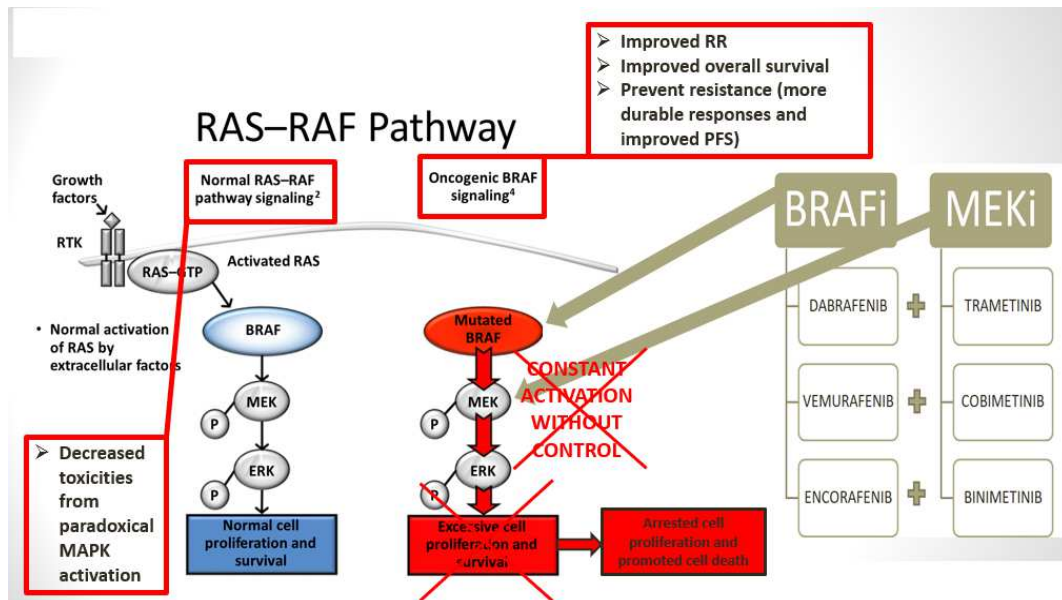 ➢ Improved RR
➢ Improved overall survival
➢ Prevent resistance (more
durable responses and
improved PFS)
RAS–RAF Pathway
Growth
factors
Normal RAS–RAF
pathway signaling²
Oncogenic BRAF
signaling⁴
BRAFi
MEKi
RTK
RAS–GTP
Activated RAS
• Normal activation
of RAS by
extracellular factors
BRAF
Mutated
BRAF
DABRAFENIB
TRAMETINIB
CONSTANT
ACTIVATION
WITHOUT
CONTROL
MEK
P
MEK
P
VEMURAFENIB
COBIMETINIB
➢ Decreased
toxicities
from
paradoxical
MAPK
activation
ERK
P
ERK
P
ENCORAFENIB
BINIMETINIB
Normal cell
proliferation and
survival
Excessive cell
proliferation and
survival
Arrested cell
proliferation and
promoted cell death